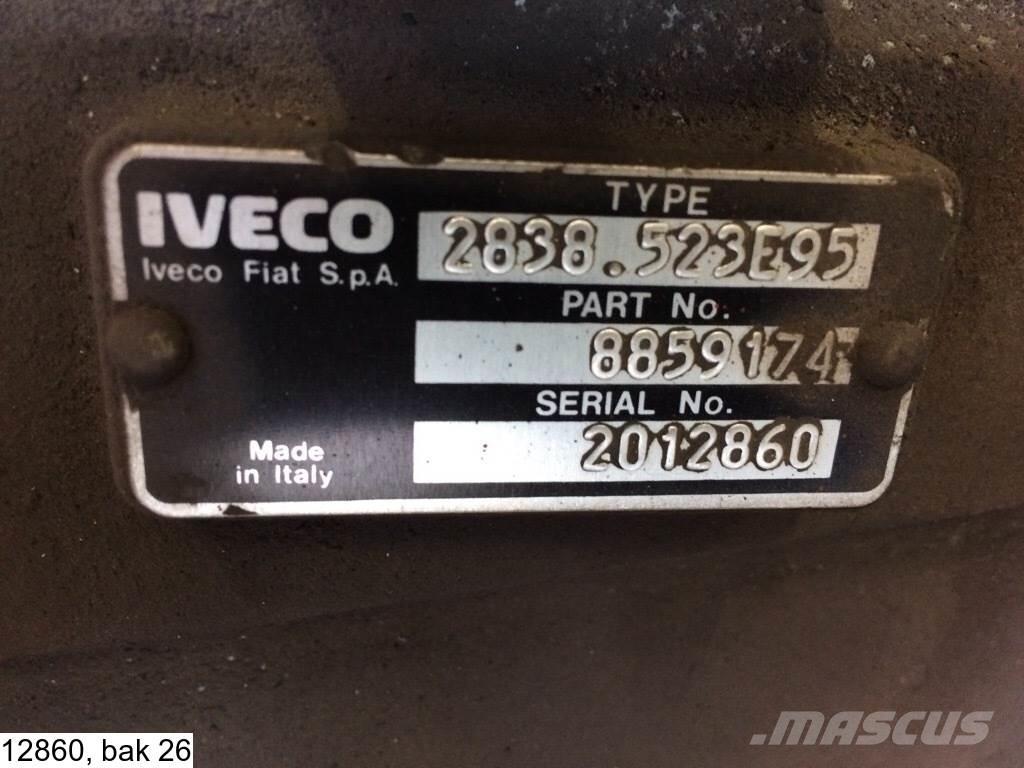 IVECO
Iveco Fiat S.p.A.
TYPE
2838.523E95
PART No.
8859174
SERIAL No.
2012860
Made
in Italy
12860, bak 26
MASCUS